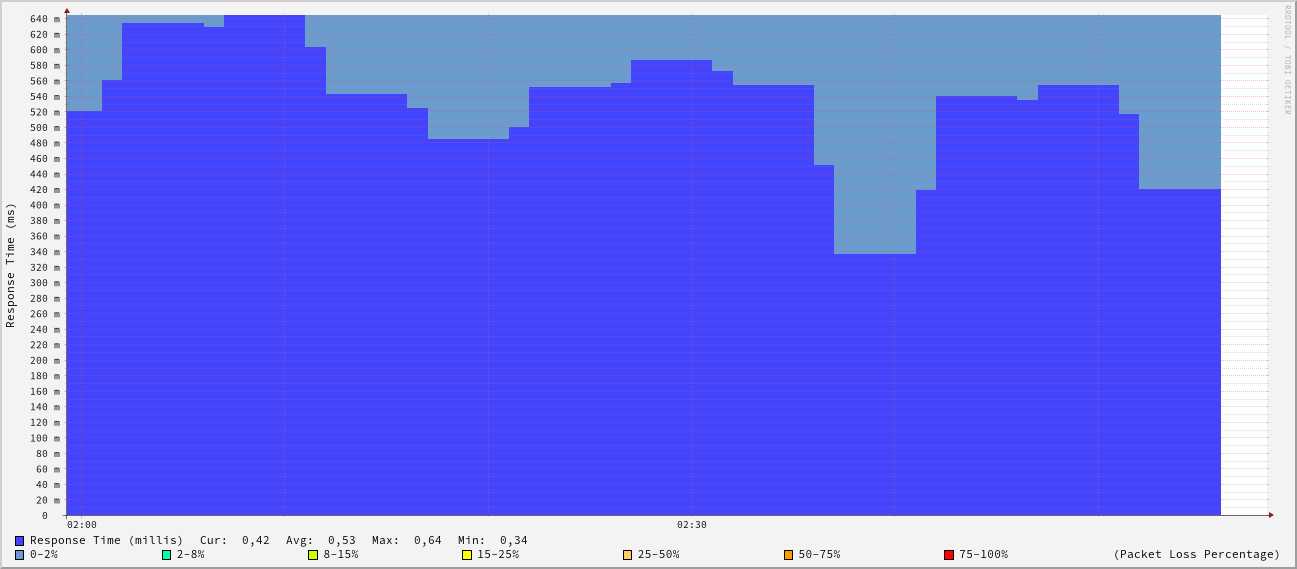 RRDTOOL / TOBI OETIKER
Response Time (ms)
640 m
620 m
600 m
580 m
560 m
540 m
520 m
500 m
480 m
460 m
440 m
420 m
400 m
380 m
360 m
340 m
320 m
300 m
280 m
260 m
240 m
220 m
200 m
180 m
160 m
140 m
120 m
100 m
80 m
60 m
40 m
20 m
0
02:00 02:30
Response Time (millis) Cur: 0,42 Avg: 0,53 Max: 0,64 Min: 0,34
0-2% 2-8% 8-15% 15-25% 25-50% 50-75% 75-100% (Packet Loss Percentage)